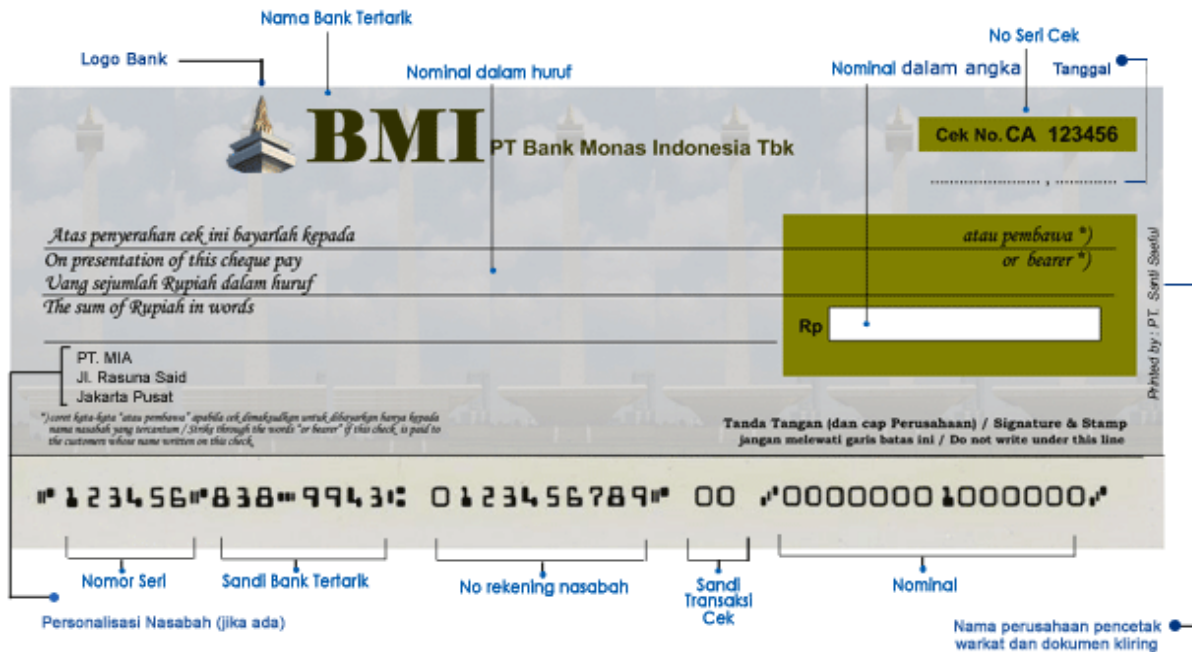 Nama Bank Tertarik
No Seri Cek
Logo Bank
Nominal dalam huruf
Nominal dalam angka
Tanggal
BMI PT Bank Monas Indonesia Tbk
Cek No. CA 123456
.................... , ...............
Atas penyerahan cek ini bayarlah kepada
atau pembawa *)
On presentation of this cheque pay
or bearer *)
Uang sejumlah Rupiah dalam huruf
The sum of Rupiah in words
Rp
Printed by : PT. Santi Saeful
PT. MIA
Jl. Rasuna Said
Jakarta Pusat
*) coret kata-kata "atau pembawa" apabila cek dimaksudkan untuk dibayarkan hanya kepada
nama nasabah yang tercantum / Strike through the words "or bearer" if this check is paid to
the customers whose name written on this check
Tanda Tangan (dan cap Perusahaan) / Signature & Stamp
jangan melewati garis batas ini / Do not write under this line
⑈123456⑈838⑉9943⑆ 0123456789⑈ 00 ⑇00000001000000⑇
Nomor Seri
Sandi Bank Tertarik
No rekening nasabah
Sandi
Transaksi
Cek
Nominal
Personalisasi Nasabah (jika ada)
Nama perusahaan pencetak
warkat dan dokumen kliring